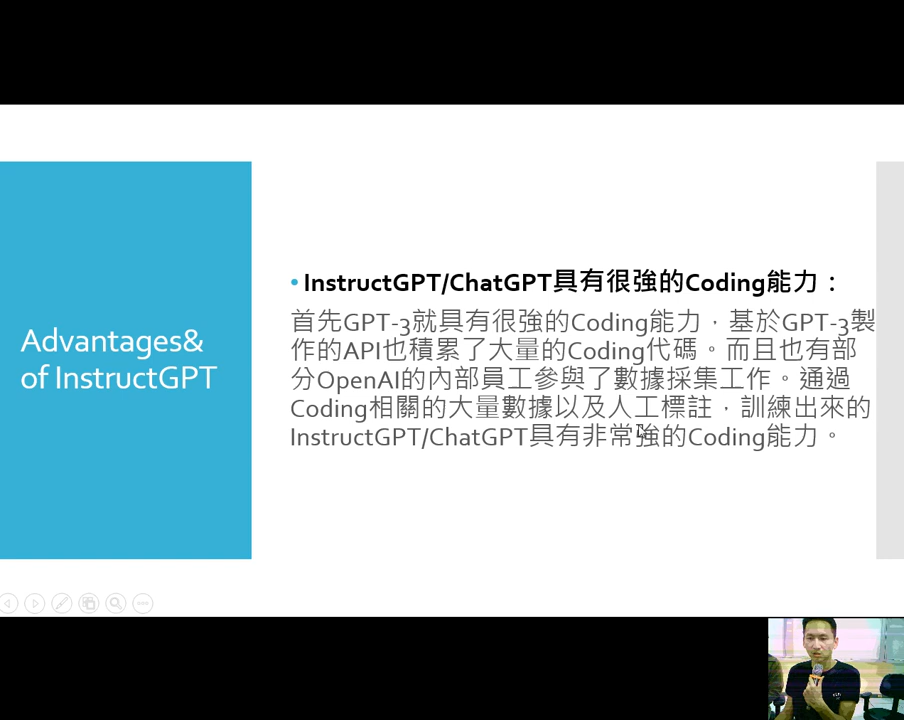 Advantages&
of InstructGPT
• InstructGPT/ChatGPT具有很強的Coding能力：
首先GPT-3就具有很強的Coding能力，基於GPT-3製
作的API也積累了大量的Coding代碼。而且也有部
分OpenAI的內部員工參與了數據採集工作。通過
Coding相關的大量數據以及人工標註，訓練出來的
InstructGPT/ChatGPT具有非常強的Coding能力。